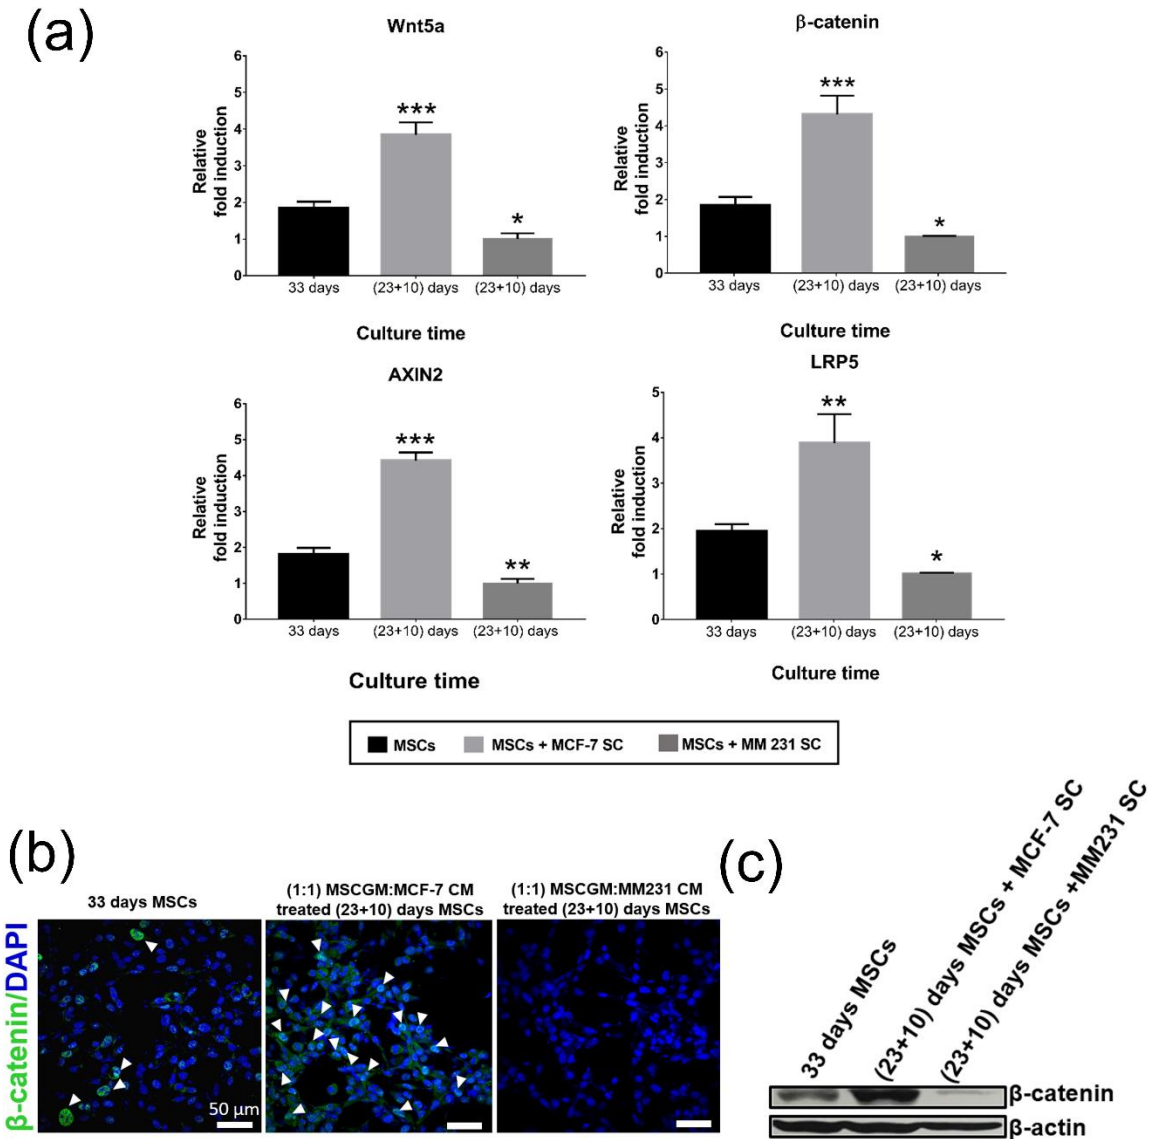 (a)
Wnt5a
Relative
fold induction
6
5
4
3
2
1
0
***
*
33 days
(23+10) days
(23+10) days
Culture time
β-catenin
Relative
fold induction
6
5
4
3
2
1
0
***
*
33 days
(23+10) days
(23+10) days
Culture time
AXIN2
Relative
fold induction
6
5
4
3
2
1
0
***
**
33 days
(23+10) days
(23+10) days
Culture time
LRP5
Relative
fold induction
5
4
3
2
1
0
**
*
33 days
(23+10) days
(23+10) days
Culture time
MSCs
MSCs + MCF-7 SC
MSCs + MM 231 SC
(b)
β-catenin/DAPI
33 days MSCs
50 μm
(1:1) MSCGM:MCF-7 CM
treated (23+10) days MSCs
(1:1) MSCGM:MM231 CM
treated (23+10) days MSCs
(c)
33 days MSCs
(23+10) days MSCs + MCF-7 SC
(23+10) days MSCs +MM231 SC
β-catenin
β-actin